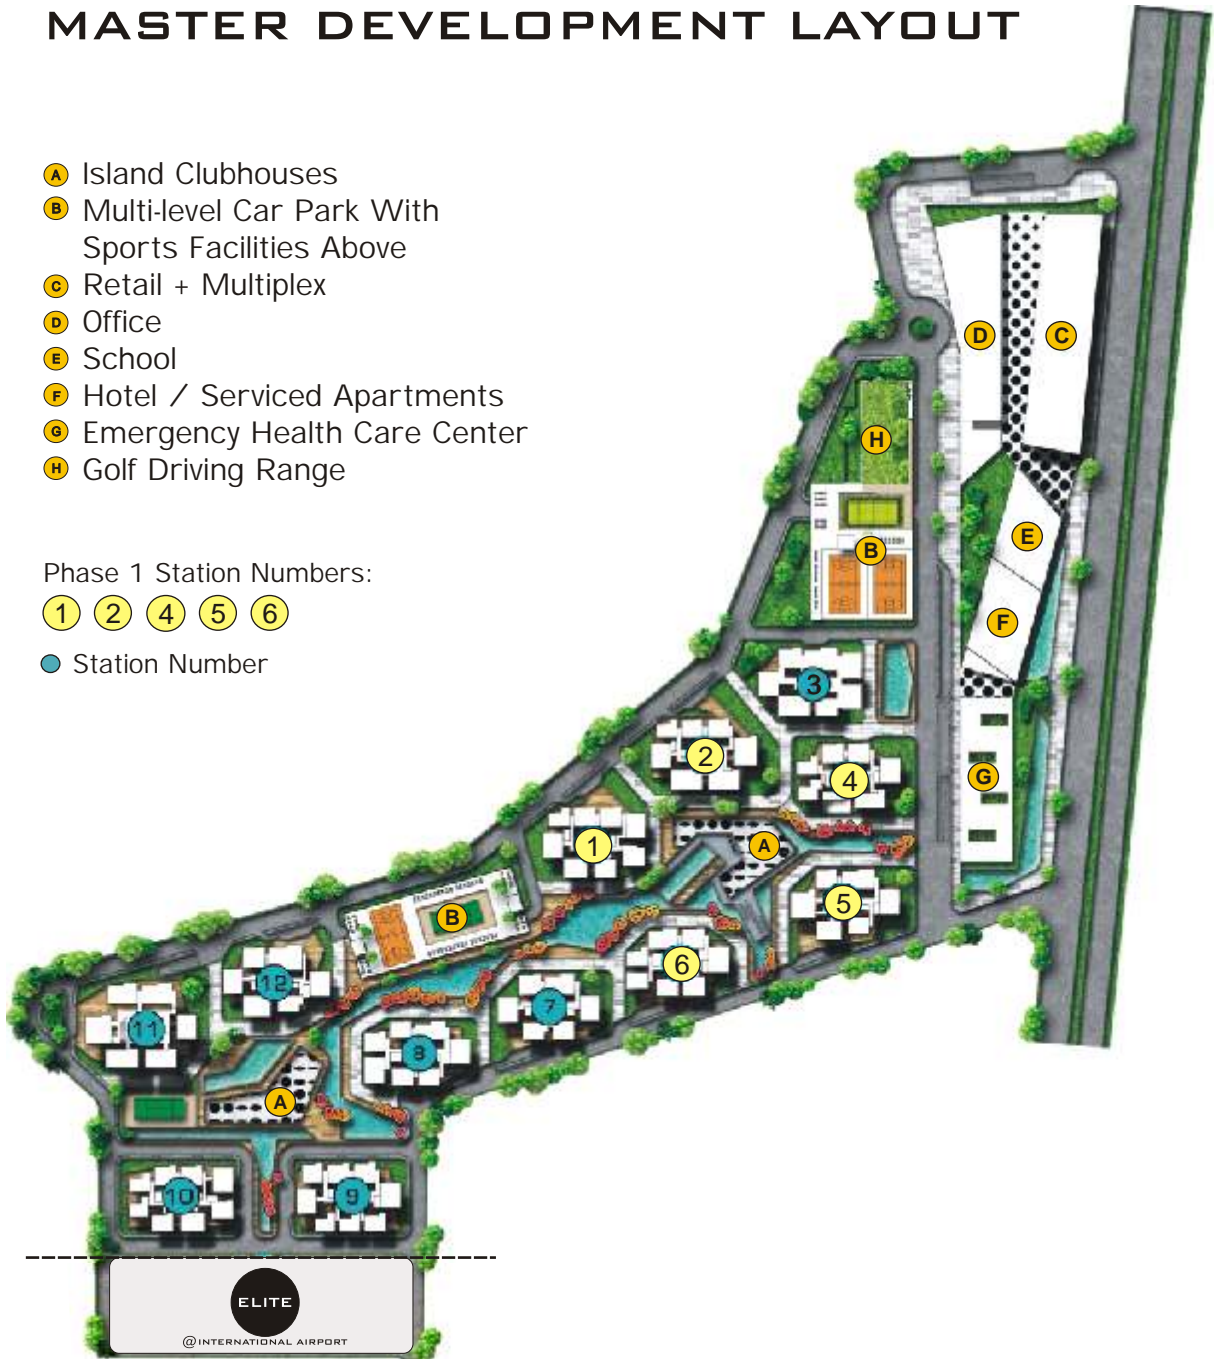 MASTER DEVELOPMENT LAYOUT
A Island Clubhouses
B Multi-level Car Park With
Sports Facilities Above
C Retail + Multiplex
D Office
E School
F Hotel / Serviced Apartments
G Emergency Health Care Center
H Golf Driving Range
Phase 1 Station Numbers:
1 2 4 5 6
Station Number
D
C
H
E
B
F
3
2
4
G
1
A
5
B
6
12
7
11
8
A
10
9
ELITE
@INTERNATIONAL AIRPORT